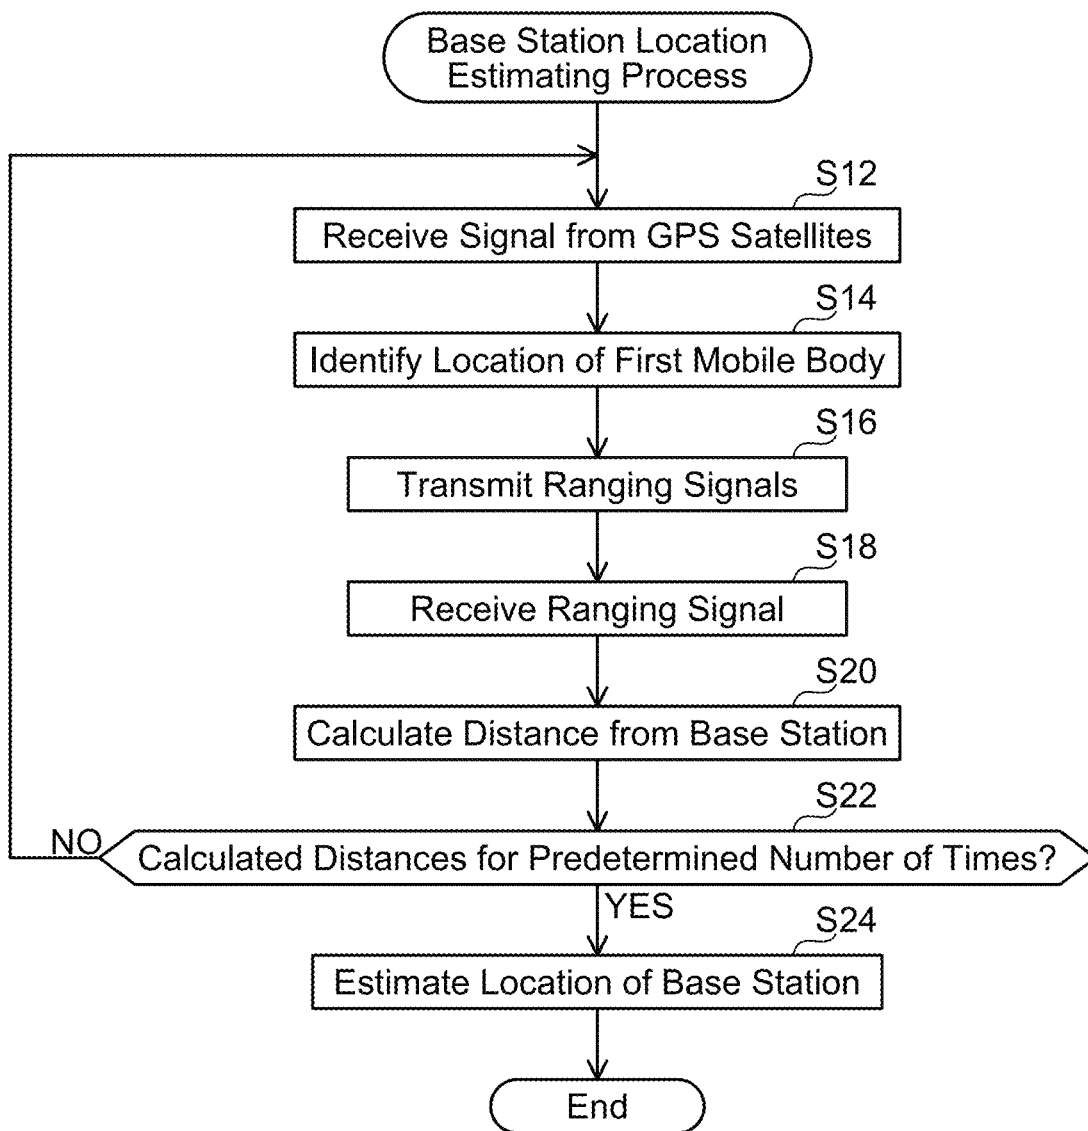 Base Station Location
Estimating Process
S12
Receive Signal from GPS Satellites
S14
Identify Location of First Mobile Body
S16
Transmit Ranging Signals
S18
Receive Ranging Signal
S20
Calculate Distance from Base Station
S22
NO
Calculated Distances for Predetermined Number of Times?
YES
S24
Estimate Location of Base Station
End